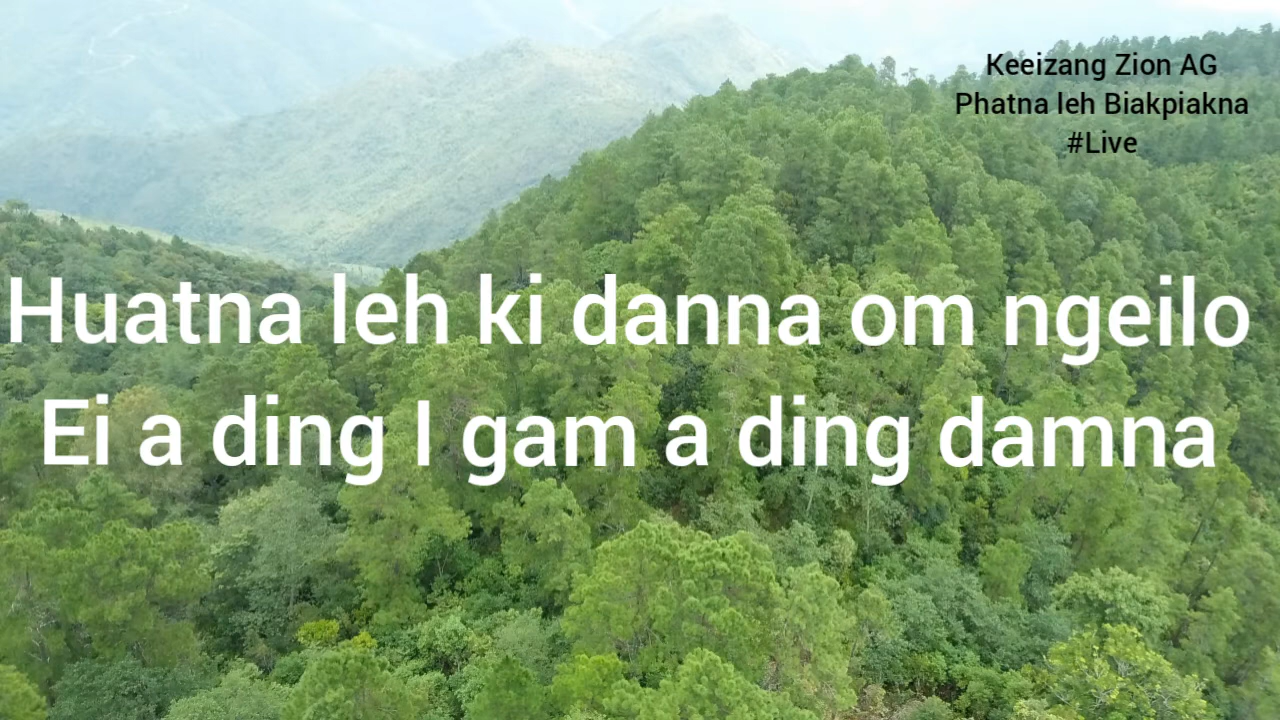 Keeizang Zion AG
Phatna leh Biakpiakna
#Live
Huatna leh ki danna om ngeilo
Ei a ding I gam a ding damna